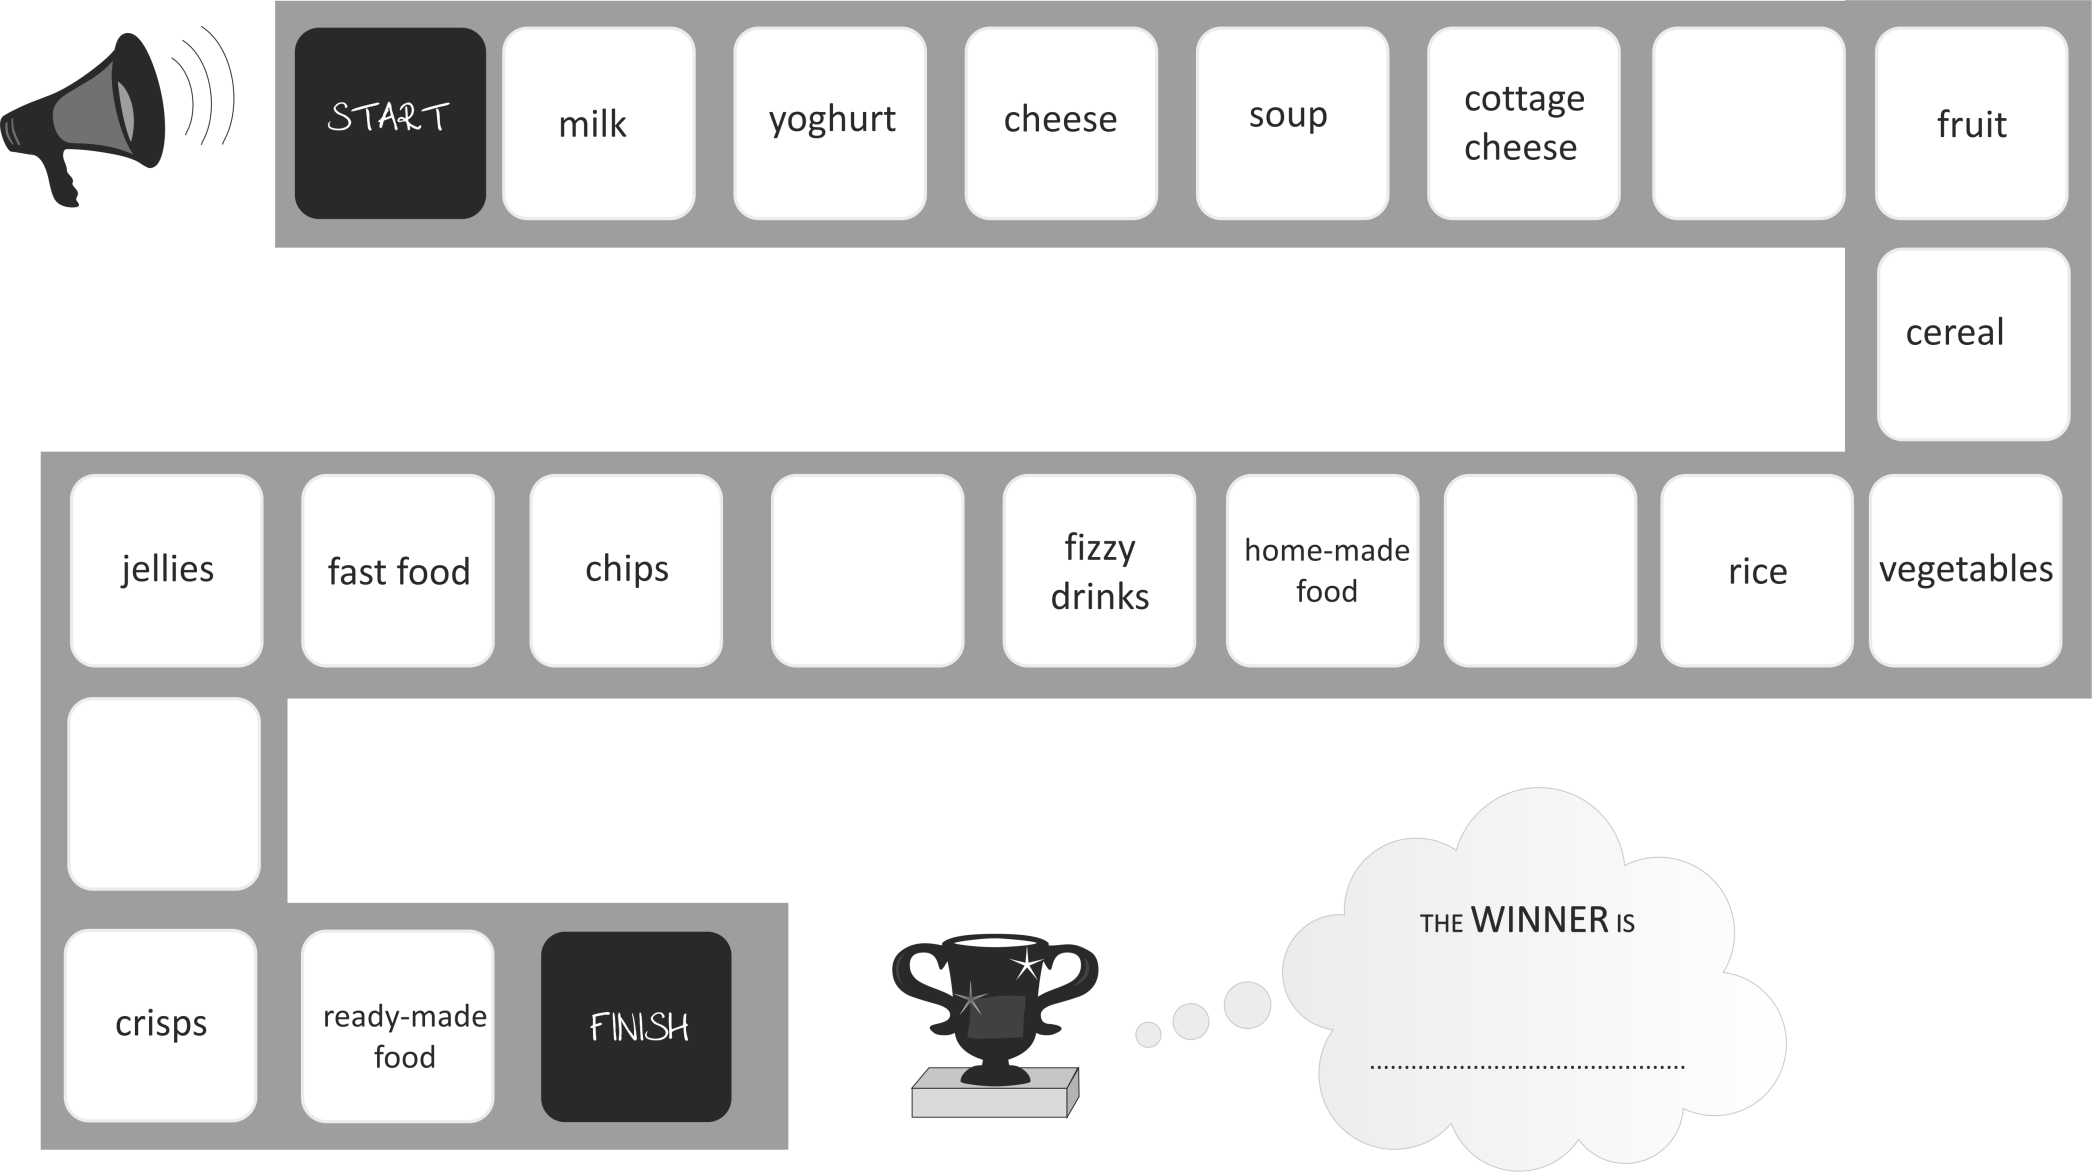 START
milk
yoghurt
cheese
soup
cottage
cheese
fruit
cereal
vegetables
rice
home-made
food
fizzy
drinks
chips
fast food
jellies
crisps
ready-made
food
FINISH
THE WINNER IS
..............................................